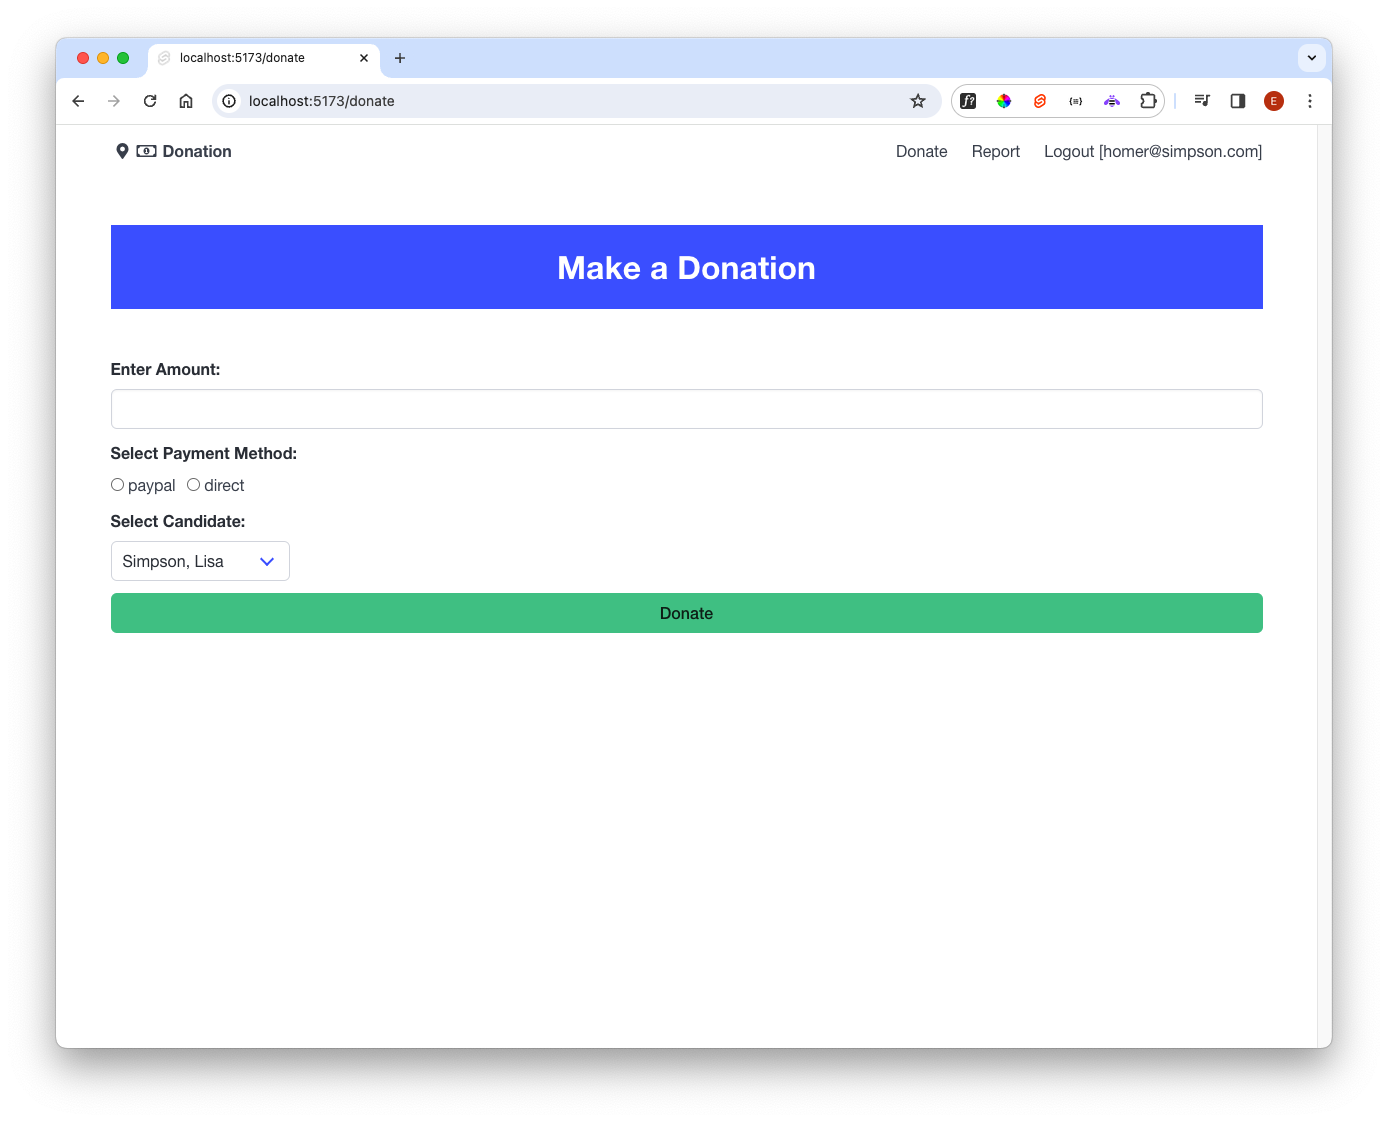 localhost:5173/donate
localhost:5173/donate
f?
{≡}
E
Donation
Donate Report Logout [homer@simpson.com]
Make a Donation
Enter Amount:
Select Payment Method:
paypal direct
Select Candidate:
Simpson, Lisa
Donate